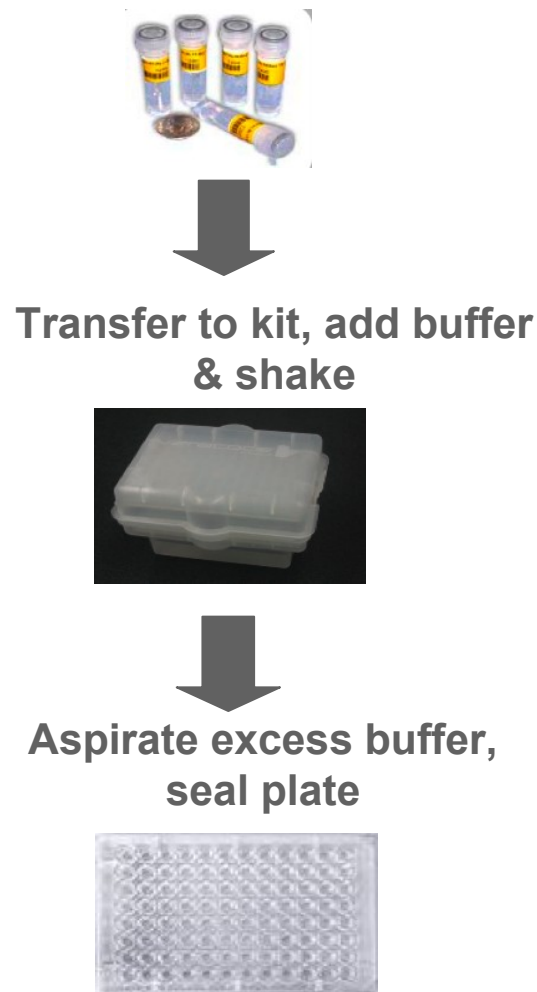 Transfer to kit, add buffer
& shake
Aspirate excess buffer,
seal plate